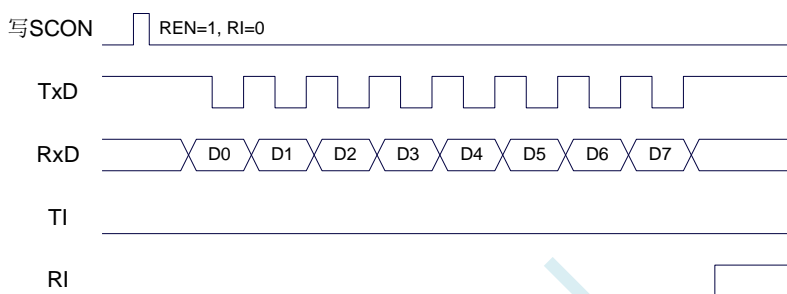 写SCON REN=1, RI=0
TxD
RxD D0 D1 D2 D3 D4 D5 D6 D7
TI
RI